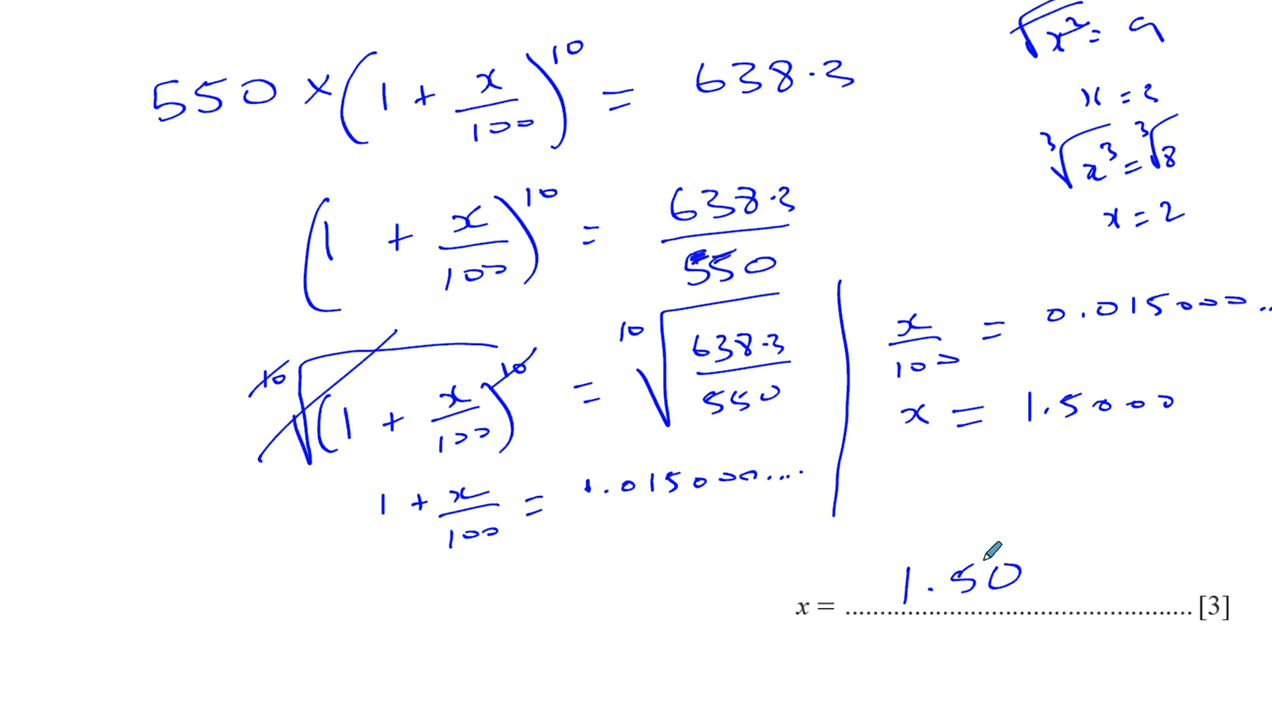 550 × (1 + x/100)^10 = 638.3
(1 + x/100)^10 = 638.3/550
10√(1 + x/100)^10 = 10√638.3/550
1 + x/100 = 1.015000...
√x² = 9
x = 3
3√x³ = 3√8
x = 2
x/100 = 0.015000...
x = 1.5000
1.50
x = ................................................. [3]